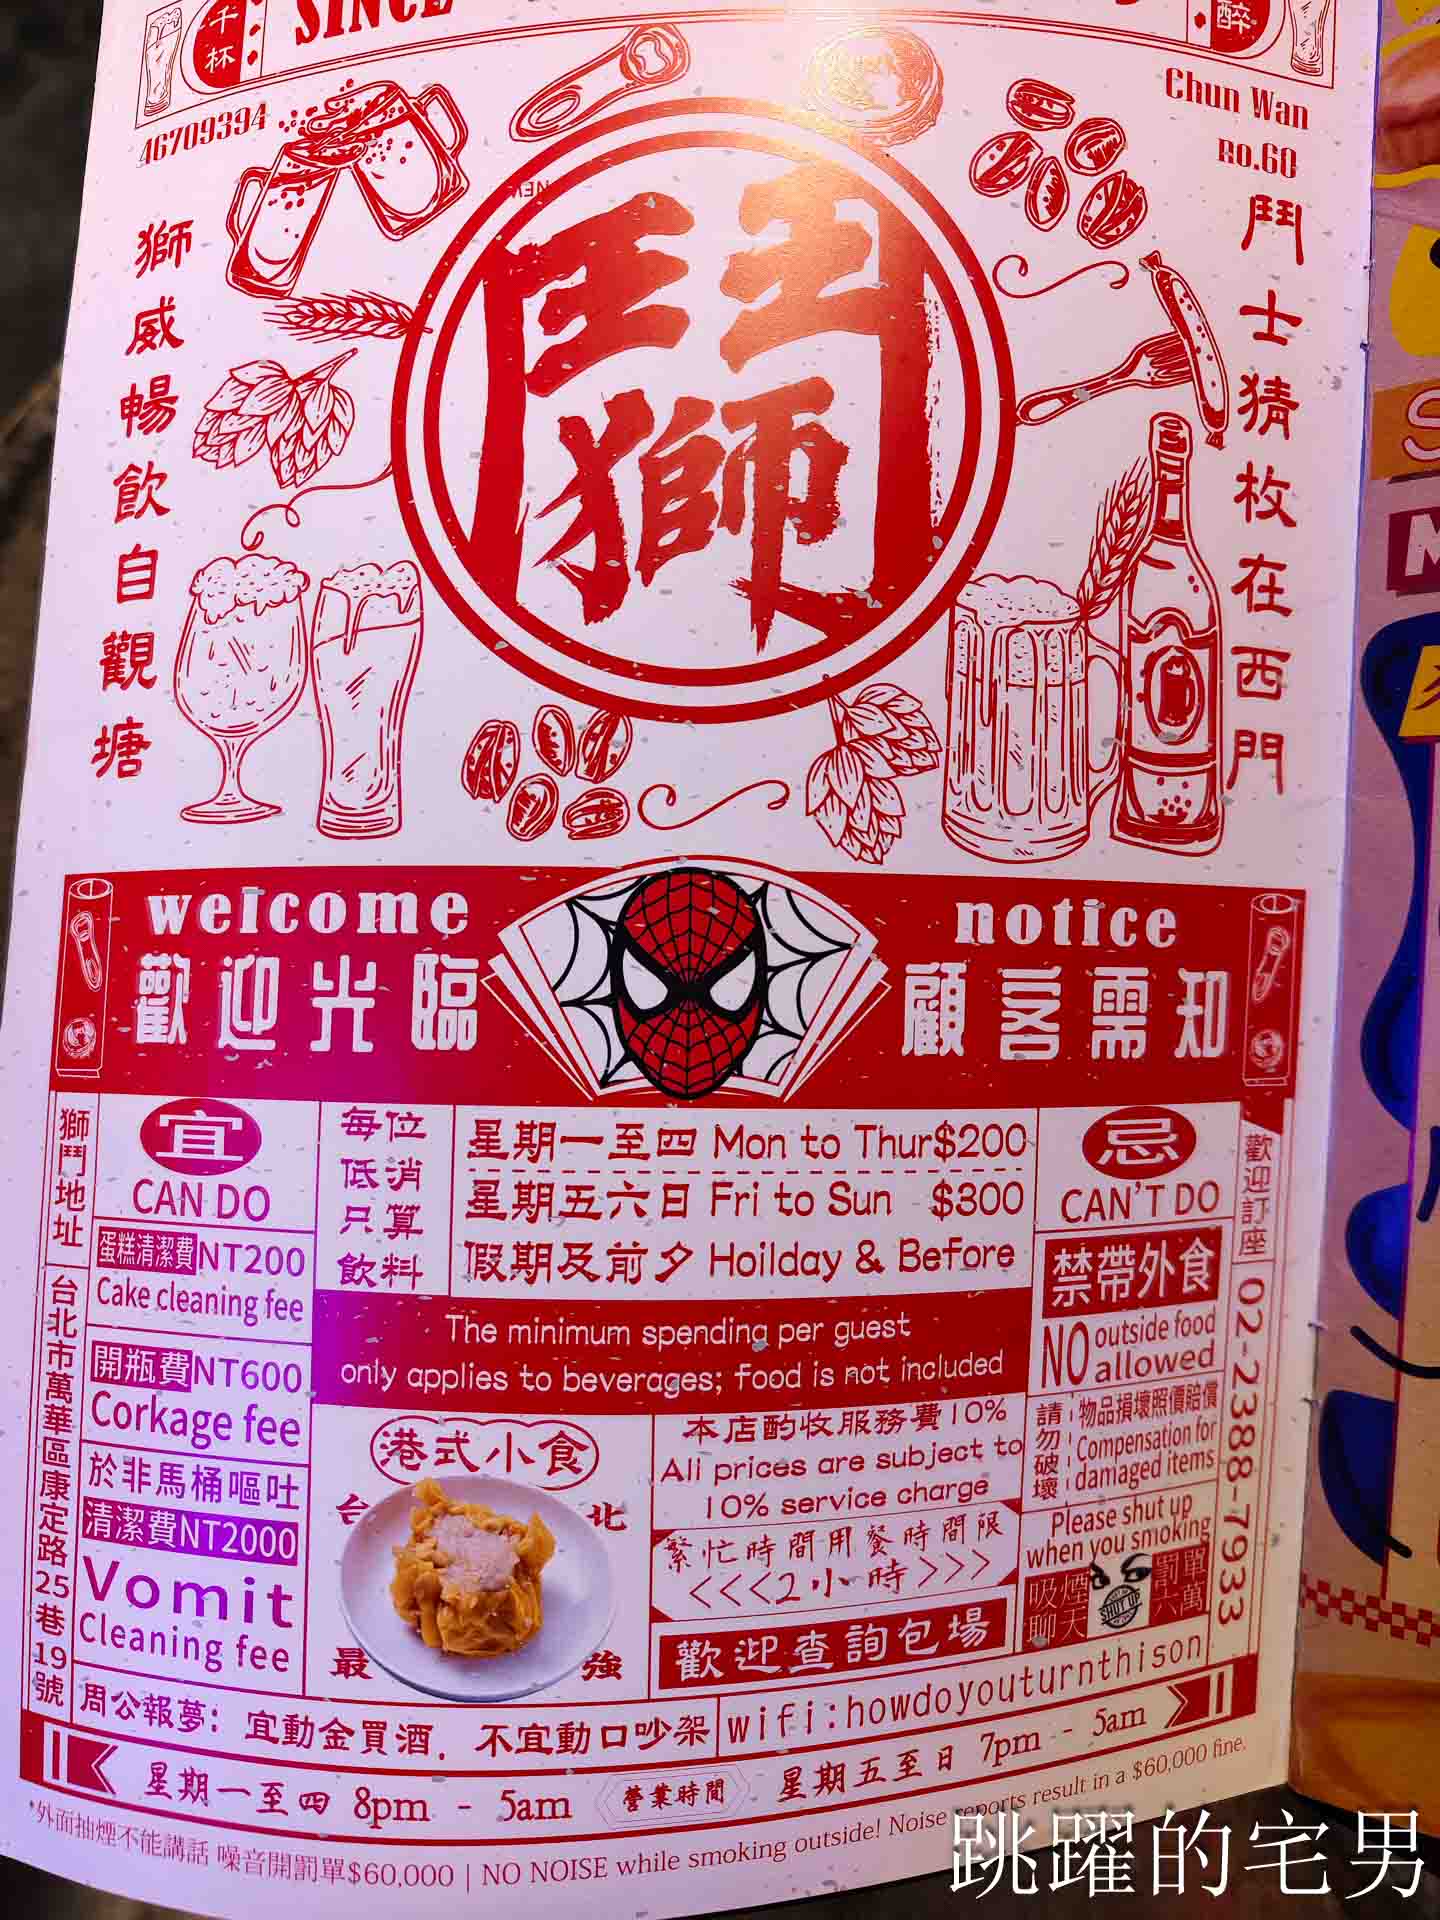 千杯
SINCE
醉
46709394
Chun Wan
no.60
鬥獅
獅威暢飲自觀塘
鬥士猜枚在西門
welcome
歡迎光臨
notice
顧客需知
獅鬥地址
台北市萬華區康定路25巷19號
宜
CAN DO
蛋糕清潔費NT200
Cake cleaning fee
開瓶費NT600
Corkage fee
於非馬桶嘔吐
清潔費NT2000
Vomit
Cleaning fee
每位
低消
只算
飲料
星期一至四 Mon to Thur$200
星期五六日 Fri to Sun $300
假期及前夕 Hoilday & Before
The minimum spending per guest
only applies to beverages; food is not included
港式小食
台北
最強
本店酌收服務費10%
All prices are subject to
10% service charge
繁忙時間用餐時間限
<<<2小時>>>
歡迎查詢包場
忌
CAN'T DO
禁帶外食
NO outside food
allowed
請勿破壞
物品損壞照價賠償
Compensation for
damaged items
Please shut up
when you smoking
吸煙
聊天
SHUT UP
罰單
六萬
歡迎訂座
02-2388-7933
周公報夢: 宜動金買酒. 不宜動口吵架
wifi:howdoyouturnthison
星期一至四 8pm - 5am
營業時間
星期五至日 7pm - 5am
*外面抽煙不能講話 噪音開罰單$60,000 | NO NOISE while smoking outside! Noise reports result in a $60,000 fine.
跳躍的宅男